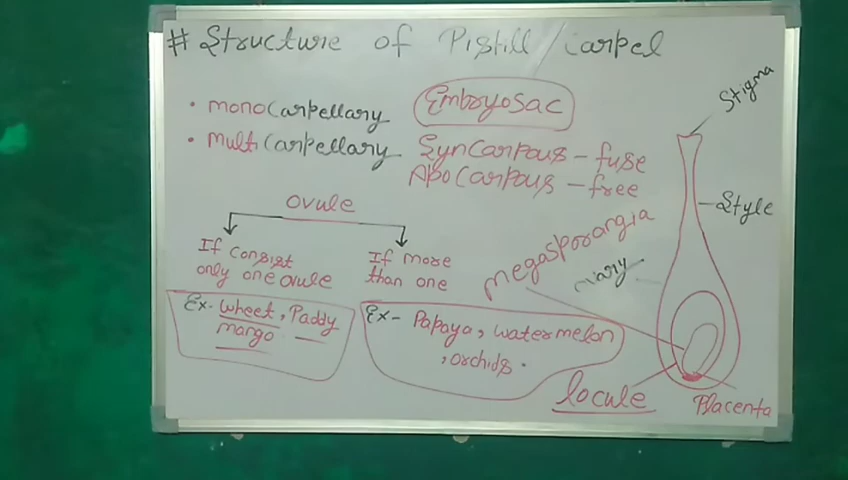 # Structure of Pistill/carpel
• monocarpellary
Embryosac
• multicarpellary
Syncarpous - fuse
Apocarpous - free
ovule
If consist
only one ovule
If more
than one
Ex- wheet, Paddy
mango
Ex- Papaya, watermelon
, orchids.
Stigma
Style
megasporangia
locule
Placenta